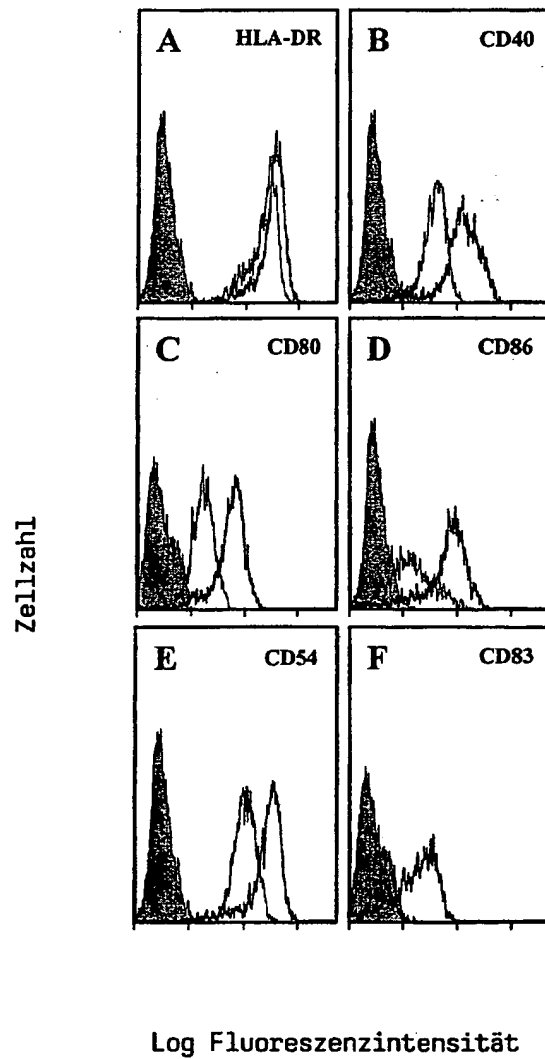 A HLA-DR
B CD40
C CD80
D CD86
E CD54
F CD83
Zellzahl
Log Fluoreszenzintensität